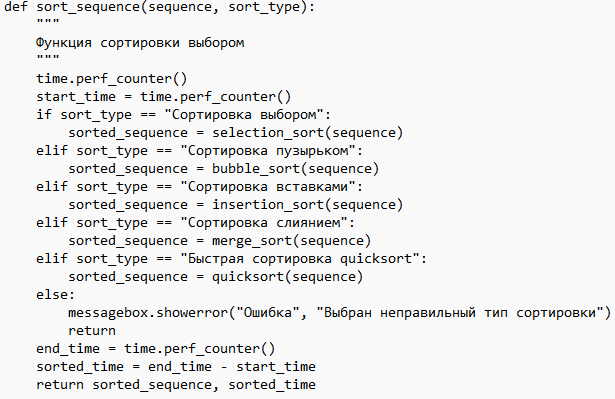 def sort_sequence(sequence, sort_type):
    """
    Функция сортировки выбором
    """
    time.perf_counter()
    start_time = time.perf_counter()
    if sort_type == "Сортировка выбором":
        sorted_sequence = selection_sort(sequence)
    elif sort_type == "Сортировка пузырьком":
        sorted_sequence = bubble_sort(sequence)
    elif sort_type == "Сортировка вставками":
        sorted_sequence = insertion_sort(sequence)
    elif sort_type == "Сортировка слиянием":
        sorted_sequence = merge_sort(sequence)
    elif sort_type == "Быстрая сортировка quicksort":
        sorted_sequence = quicksort(sequence)
    else:
        messagebox.showerror("Ошибка", "Выбран неправильный тип сортировки")
        return
    end_time = time.perf_counter()
    sorted_time = end_time - start_time
    return sorted_sequence, sorted_time